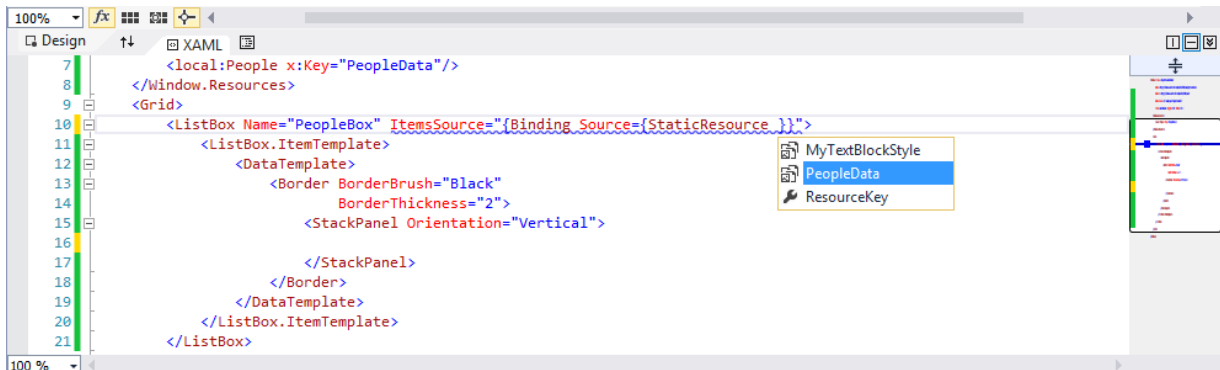 100%
fx
Design
XAML
7 <local:People x:Key="PeopleData"/>
8 </Window.Resources>
9 <Grid>
10 <ListBox Name="PeopleBox" ItemsSource="{Binding Source={StaticResource }}">
11 <ListBox.ItemTemplate>
12 <DataTemplate>
13 <Border BorderBrush="Black"
14 BorderThickness="2">
15 <StackPanel Orientation="Vertical">
16
17 </StackPanel>
18 </Border>
19 </DataTemplate>
20 </ListBox.ItemTemplate>
21 </ListBox>
MyTextBlockStyle
PeopleData
ResourceKey
100 %